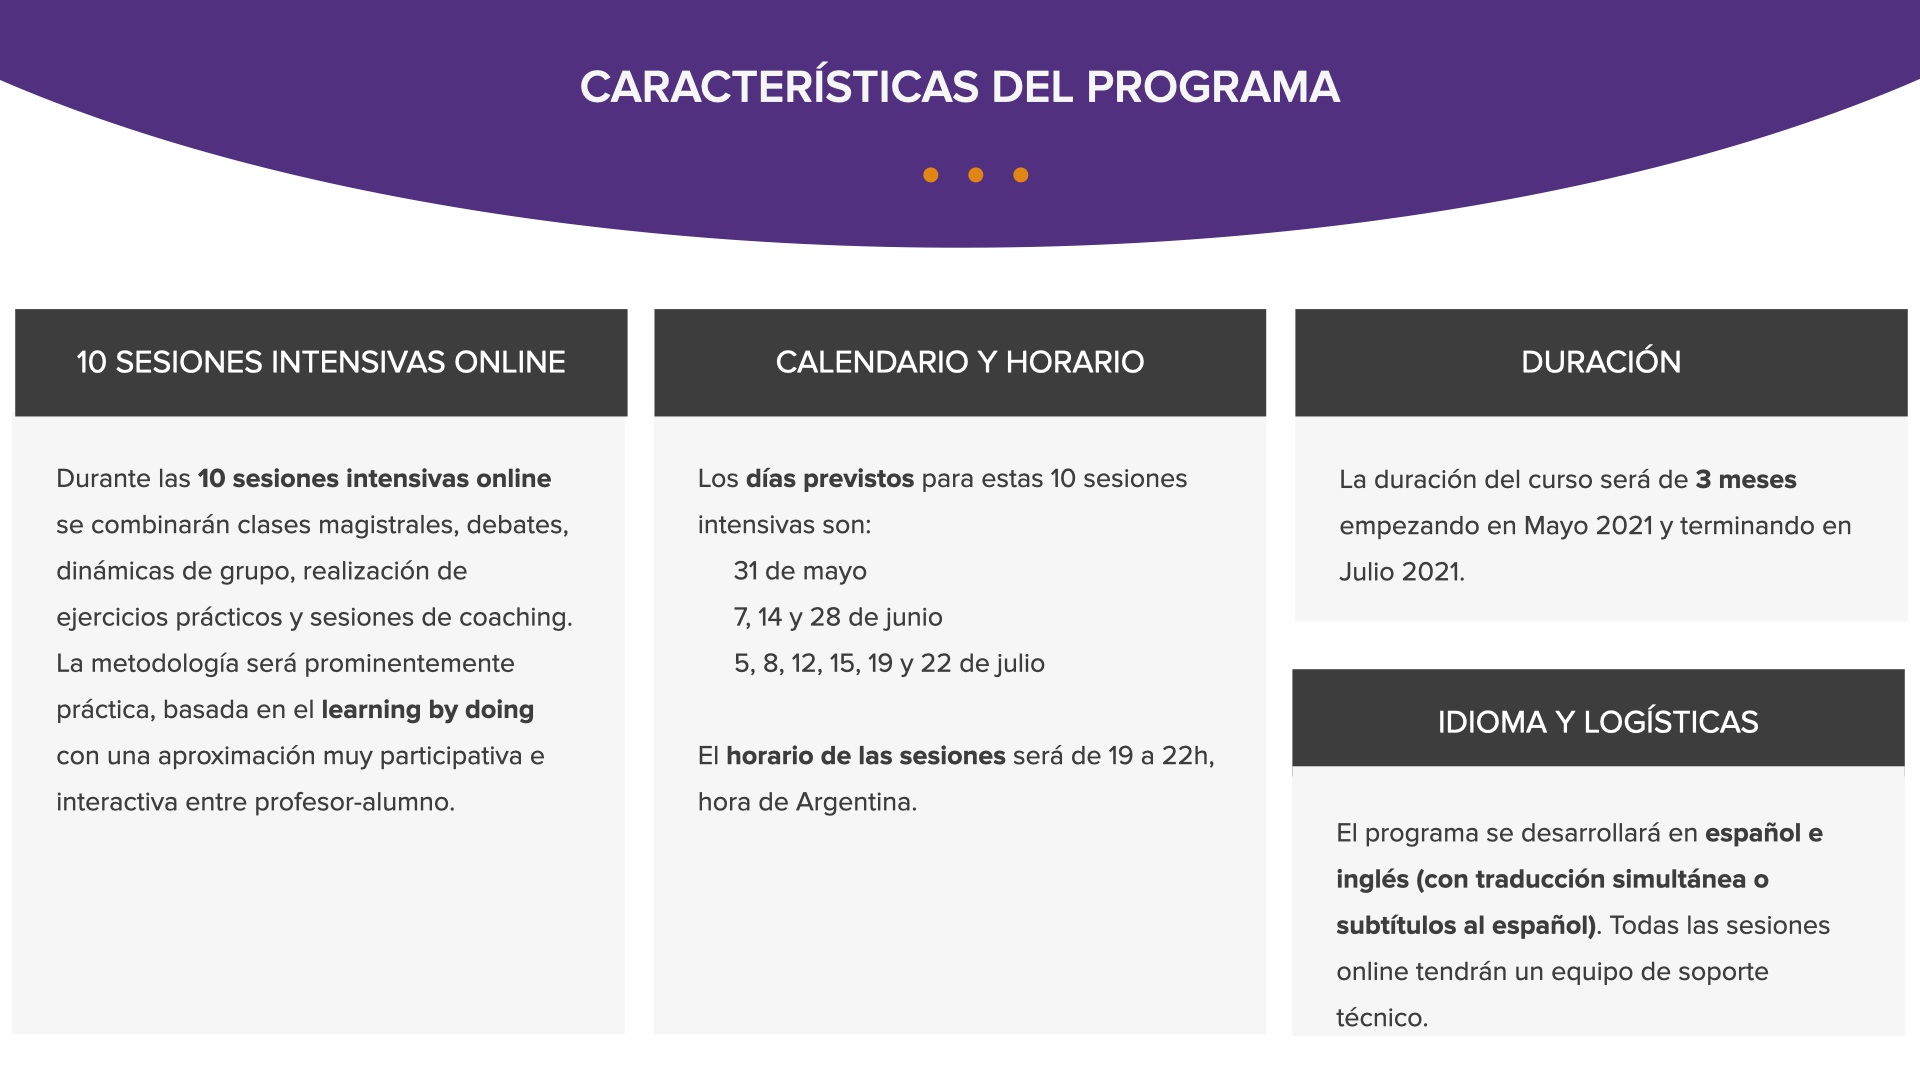 CARACTERÍSTICAS DEL PROGRAMA
10 SESIONES INTENSIVAS ONLINE
Durante las 10 sesiones intensivas online
se combinarán clases magistrales, debates,
dinámicas de grupo, realización de
ejercicios prácticos y sesiones de coaching.
La metodología será prominentemente
práctica, basada en el learning by doing
con una aproximación muy participativa e
interactiva entre profesor-alumno.
CALENDARIO Y HORARIO
Los días previstos para estas 10 sesiones
intensivas son:
31 de mayo
7, 14 y 28 de junio
5, 8, 12, 15, 19 y 22 de julio
El horario de las sesiones será de 19 a 22h,
hora de Argentina.
DURACIÓN
La duración del curso será de 3 meses
empezando en Mayo 2021 y terminando en
Julio 2021.
IDIOMA Y LOGÍSTICAS
El programa se desarrollará en español e
inglés (con traducción simultánea o
subtítulos al español). Todas las sesiones
online tendrán un equipo de soporte
técnico.